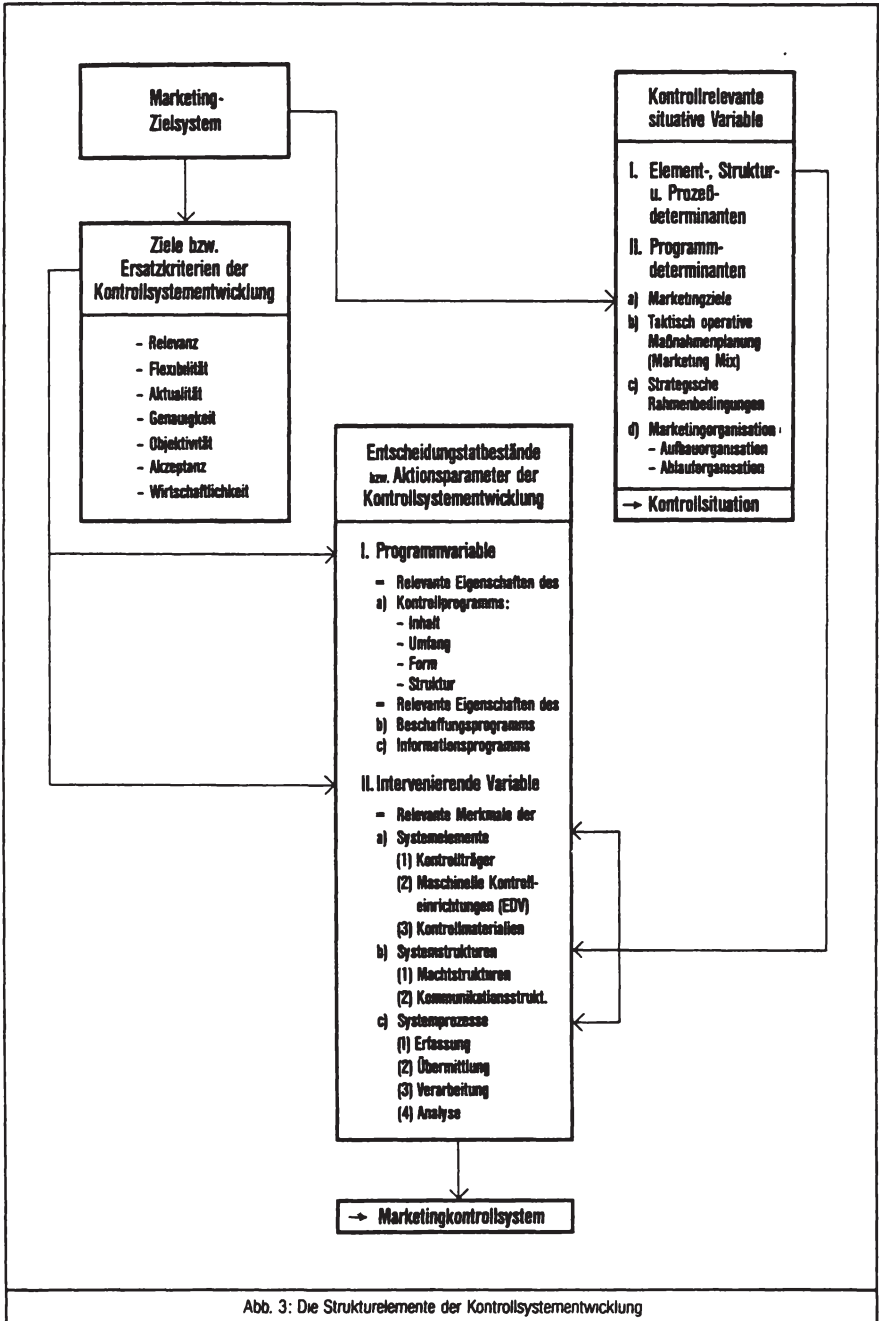 Marketing-
Zielsystem
Ziele bzw.
Ersatzkriterien der
Kontrollsystementwicklung
- Relevanz
- Flexibilität
- Aktualität
- Genauigkeit
- Objektivität
- Akzeptanz
- Wirtschaftlichkeit
Kontrollrelevante
situative Variable
I. Element-, Struktur-
u. Prozeß-
determinanten
II. Programm-
determinanten
a) Marketingziele
b) Taktisch operative
Maßnahmenplanung
(Marketing Mix)
c) Strategische
Rahmenbedingungen
d) Marketingorganisation:
- Aufbauorganisation
- Ablauforganisation
→ Kontrollsituation
Entscheidungstatbestände
bzw. Aktionsparameter der
Kontrollsystementwicklung
I. Programmvariable
= Relevante Eigenschaften des
a) Kontrollprogramms:
- Inhalt
- Umfang
- Form
- Struktur
= Relevante Eigenschaften des
b) Beschaffungsprogramms
c) Informationsprogramms
II. Intervenierende Variable
= Relevante Merkmale der
a) Systemelemente
(1) Kontrollträger
(2) Maschinelle Kontroll-
einrichtungen (EDV)
(3) Kontrollmaterialien
b) Systemstrukturen
(1) Machtstrukturen
(2) Kommunikationsstrukt.
c) Systemprozesse
(1) Erfassung
(2) Übermittlung
(3) Verarbeitung
(4) Analyse
→ Marketingkontrollsystem
Abb. 3: Die Strukturelemente der Kontrollsystementwicklung